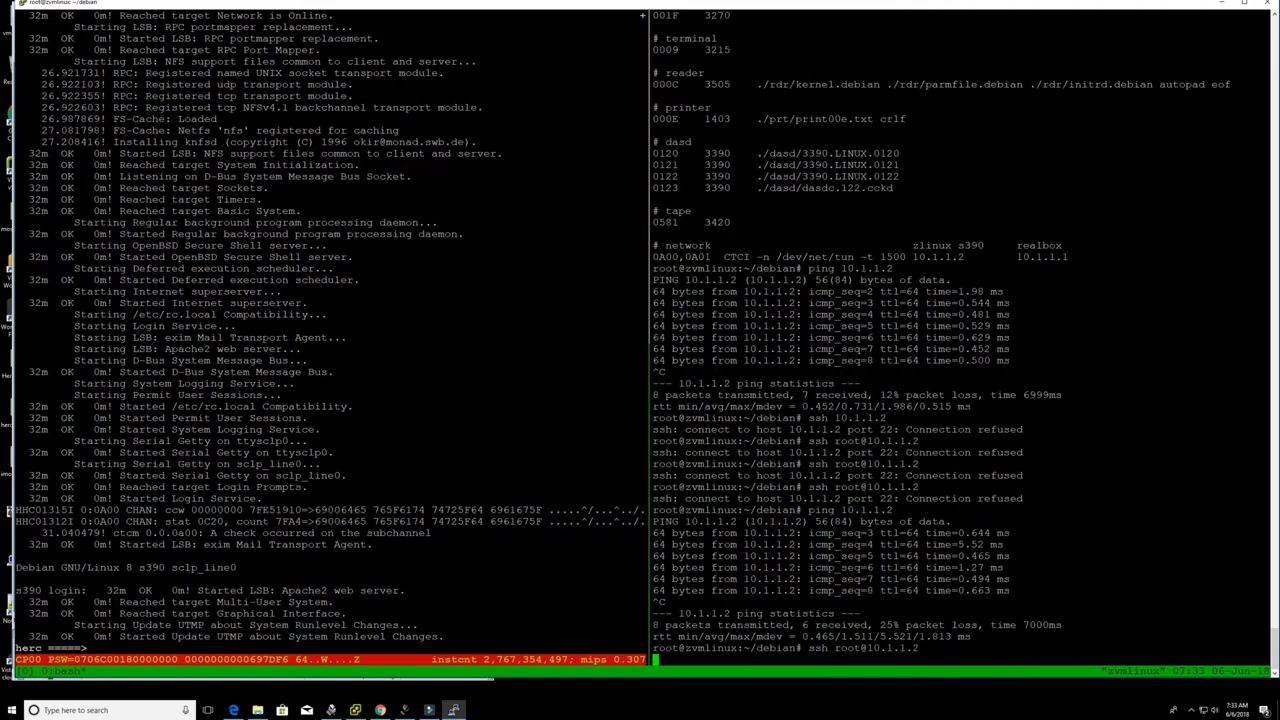 root@zvmlinux: ~/debian
32m  OK   0m! Reached target Network is Online.
Starting LSB: RPC portmapper replacement...
32m  OK   0m! Started LSB: RPC portmapper replacement.
32m  OK   0m! Reached target RPC Port Mapper.
Starting LSB: NFS support files common to client and server...
26.921731! RPC: Registered named UNIX socket transport module.
26.922103! RPC: Registered udp transport module.
26.922355! RPC: Registered tcp transport module.
26.922603! RPC: Registered tcp NFSv4.1 backchannel transport module.
26.987869! FS-Cache: Loaded
27.081798! FS-Cache: Netfs 'nfs' registered for caching
27.208416! Installing knfsd (copyright (C) 1996 okir@monad.swb.de).
32m  OK   0m! Started LSB: NFS support files common to client and server.
32m  OK   0m! Reached target System Initialization.
32m  OK   0m! Listening on D-Bus System Message Bus Socket.
32m  OK   0m! Reached target Sockets.
32m  OK   0m! Reached target Timers.
32m  OK   0m! Reached target Basic System.
Starting Regular background program processing daemon...
32m  OK   0m! Started Regular background program processing daemon.
Starting OpenBSD Secure Shell server...
32m  OK   0m! Started OpenBSD Secure Shell server.
Starting Deferred execution scheduler...
32m  OK   0m! Started Deferred execution scheduler.
Starting Internet superserver...
32m  OK   0m! Started Internet superserver.
Starting /etc/rc.local Compatibility...
Starting Login Service...
Starting LSB: exim Mail Transport Agent...
Starting LSB: Apache2 web server...
Starting D-Bus System Message Bus...
32m  OK   0m! Started D-Bus System Message Bus.
Starting System Logging Service...
Starting Permit User Sessions...
32m  OK   0m! Started /etc/rc.local Compatibility.
32m  OK   0m! Started Permit User Sessions.
32m  OK   0m! Started System Logging Service.
Starting Serial Getty on ttysclp0...
32m  OK   0m! Started Serial Getty on ttysclp0.
Starting Serial Getty on sclp_line0...
32m  OK   0m! Started Serial Getty on sclp_line0.
32m  OK   0m! Reached target Login Prompts.
32m  OK   0m! Started Login Service.
HHC01315I 0:0A00 CHAN: ccw 00000000 7FE51910=>69006465 765F6174 74725F64 6961675F .....^/...^../.
HHC01312I 0:0A00 CHAN: stat 0C20, count 7FA4=>69006465 765F6174 74725F64 6961675F .....^/...^../.
31.040479! ctcm 0.0.0a00: A check occurred on the subchannel
32m  OK   0m! Started LSB: exim Mail Transport Agent.
Debian GNU/Linux 8 s390 sclp_line0
s390 login:   32m  OK   0m! Started LSB: Apache2 web server.
32m  OK   0m! Reached target Multi-User System.
32m  OK   0m! Reached target Graphical Interface.
Starting Update UTMP about System Runlevel Changes...
32m  OK   0m! Started Update UTMP about System Runlevel Changes.
herc =====>
CP00 PSW=0706C00180000000 0000000000697DF6 64..W....Z instcnt 2,767,354,497; mips 0.307
001F   3270
# terminal
0009   3215
# reader
000C   3505   ./rdr/kernel.debian ./rdr/parmfile.debian ./rdr/initrd.debian autopad eof
# printer
000E   1403   ./prt/print00e.txt crlf
# dasd
0120   3390   ./dasd/3390.LINUX.0120
0121   3390   ./dasd/3390.LINUX.0121
0122   3390   ./dasd/3390.LINUX.0122
0123   3390   ./dasd/dasdc.122.cckd
# tape
0581   3420
# network   zlinux s390   realbox
0A00,0A01  CTCI -n /dev/net/tun -t 1500 10.1.1.2   10.1.1.1
root@zvmlinux:~/debian# ping 10.1.1.2
PING 10.1.1.2 (10.1.1.2) 56(84) bytes of data.
64 bytes from 10.1.1.2: icmp_seq=2 ttl=64 time=1.98 ms
64 bytes from 10.1.1.2: icmp_seq=3 ttl=64 time=0.544 ms
64 bytes from 10.1.1.2: icmp_seq=4 ttl=64 time=0.481 ms
64 bytes from 10.1.1.2: icmp_seq=5 ttl=64 time=0.529 ms
64 bytes from 10.1.1.2: icmp_seq=6 ttl=64 time=0.629 ms
64 bytes from 10.1.1.2: icmp_seq=7 ttl=64 time=0.452 ms
64 bytes from 10.1.1.2: icmp_seq=8 ttl=64 time=0.500 ms
^C
--- 10.1.1.2 ping statistics ---
8 packets transmitted, 7 received, 12% packet loss, time 6999ms
rtt min/avg/max/mdev = 0.452/0.731/1.986/0.515 ms
root@zvmlinux:~/debian# ssh 10.1.1.2
ssh: connect to host 10.1.1.2 port 22: Connection refused
root@zvmlinux:~/debian# ssh root@10.1.1.2
ssh: connect to host 10.1.1.2 port 22: Connection refused
root@zvmlinux:~/debian# ssh root@10.1.1.2
ssh: connect to host 10.1.1.2 port 22: Connection refused
root@zvmlinux:~/debian# ssh root@10.1.1.2
ssh: connect to host 10.1.1.2 port 22: Connection refused
root@zvmlinux:~/debian# ping 10.1.1.2
PING 10.1.1.2 (10.1.1.2) 56(84) bytes of data.
64 bytes from 10.1.1.2: icmp_seq=3 ttl=64 time=0.644 ms
64 bytes from 10.1.1.2: icmp_seq=4 ttl=64 time=5.52 ms
64 bytes from 10.1.1.2: icmp_seq=5 ttl=64 time=0.465 ms
64 bytes from 10.1.1.2: icmp_seq=6 ttl=64 time=1.27 ms
64 bytes from 10.1.1.2: icmp_seq=7 ttl=64 time=0.494 ms
64 bytes from 10.1.1.2: icmp_seq=8 ttl=64 time=0.663 ms
^C
--- 10.1.1.2 ping statistics ---
8 packets transmitted, 6 received, 25% packet loss, time 7000ms
rtt min/avg/max/mdev = 0.465/1.511/5.521/1.813 ms
root@zvmlinux:~/debian# ssh root@10.1.1.2
[0] 0:bash*   "zvmlinux" 07:33 06-Jun-18
Type here to search
7:33 AM
6/6/2018